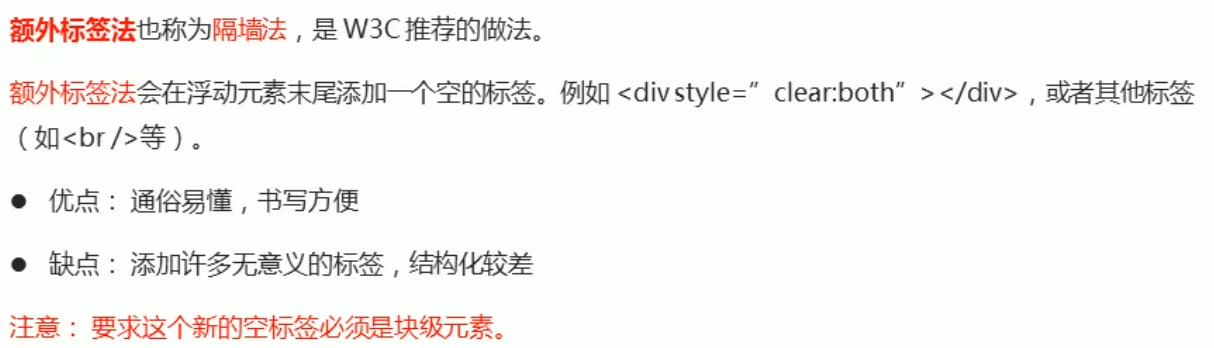 额外标签法也称为隔墙法，是 W3C 推荐的做法。
额外标签法会在浮动元素末尾添加一个空的标签。例如 <div style=”clear:both”></div>，或者其他标签
（如<br />等）。
● 优点： 通俗易懂，书写方便
● 缺点： 添加许多无意义的标签，结构化较差
注意： 要求这个新的空标签必须是块级元素。